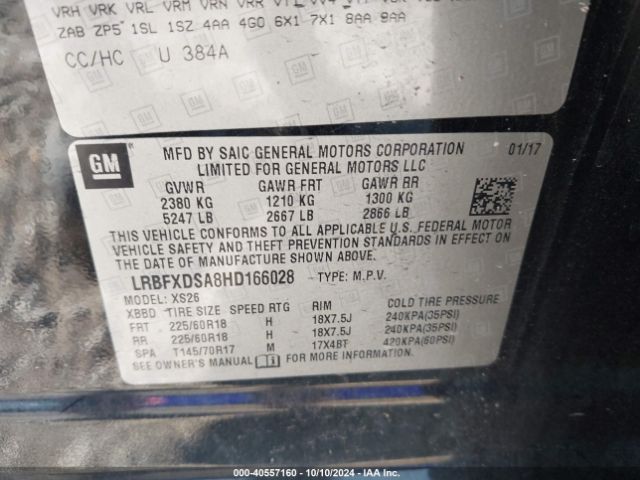 VRH VRK VRL VRM VRN VRR
ZAB ZP5 1SL 1SZ 4AA 4G0 6X1 7X1 8AA 9AA
CC/HC U 384A
GM
MFD BY SAIC GENERAL MOTORS CORPORATION 01/17
LIMITED FOR GENERAL MOTORS LLC
GVWR GAWR FRT GAWR RR
2380 KG 1210 KG 1300 KG
5247 LB 2667 LB 2866 LB
THIS VEHICLE CONFORMS TO ALL APPLICABLE U.S. FEDERAL MOTOR
VEHICLE SAFETY AND THEFT PREVENTION STANDARDS IN EFFECT ON
THE DATE OF MANUFACTURE SHOWN ABOVE.
LRBFXDSA8HD166028 TYPE: M.P.V.
MODEL: XS26
XBBD TIRE SIZE SPEED RTG RIM COLD TIRE PRESSURE
FRT 225/60R18 H 18X7.5J 240KPA(35PSI)
RR 225/60R18 H 18X7.5J 240KPA(35PSI)
SPA T145/70R17 M 17X4BT 420KPA(60PSI)
SEE OWNER'S MANUAL FOR MORE INFORMATION.
000-40557160 - 10/10/2024 - IAA Inc.